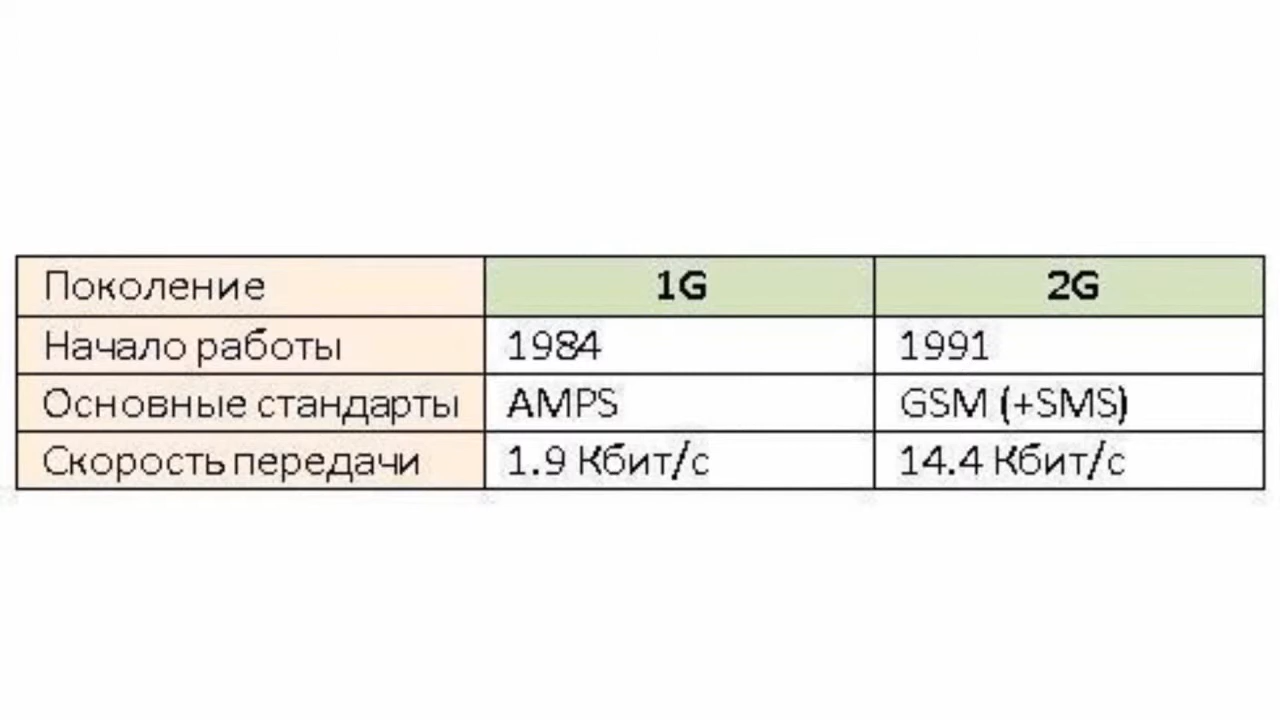 Поколение 1G 2G
Начало работы 1984 1991
Основные стандарты AMPS GSM (+SMS)
Скорость передачи 1.9 Кбит/с 14.4 Кбит/с